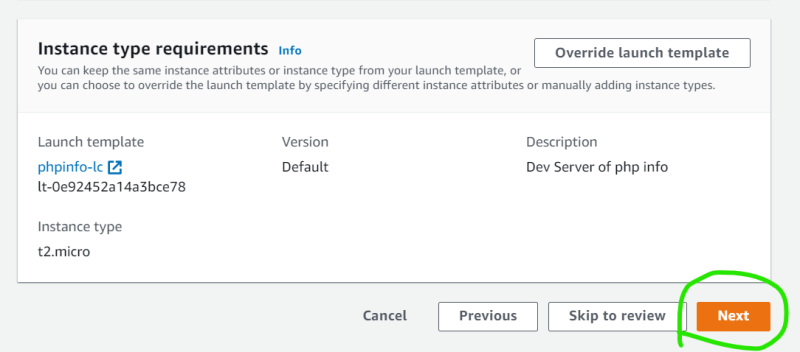 Instance type requirements Info
Override launch template
You can keep the same instance attributes or instance type from your launch template, or
you can choose to override the launch template by specifying different instance attributes or manually adding instance types.
Launch template
phpinfo-lc
lt-0e92452a14a3bce78
Version
Default
Description
Dev Server of php info
Instance type
t2.micro
Cancel
Previous
Skip to review
Next